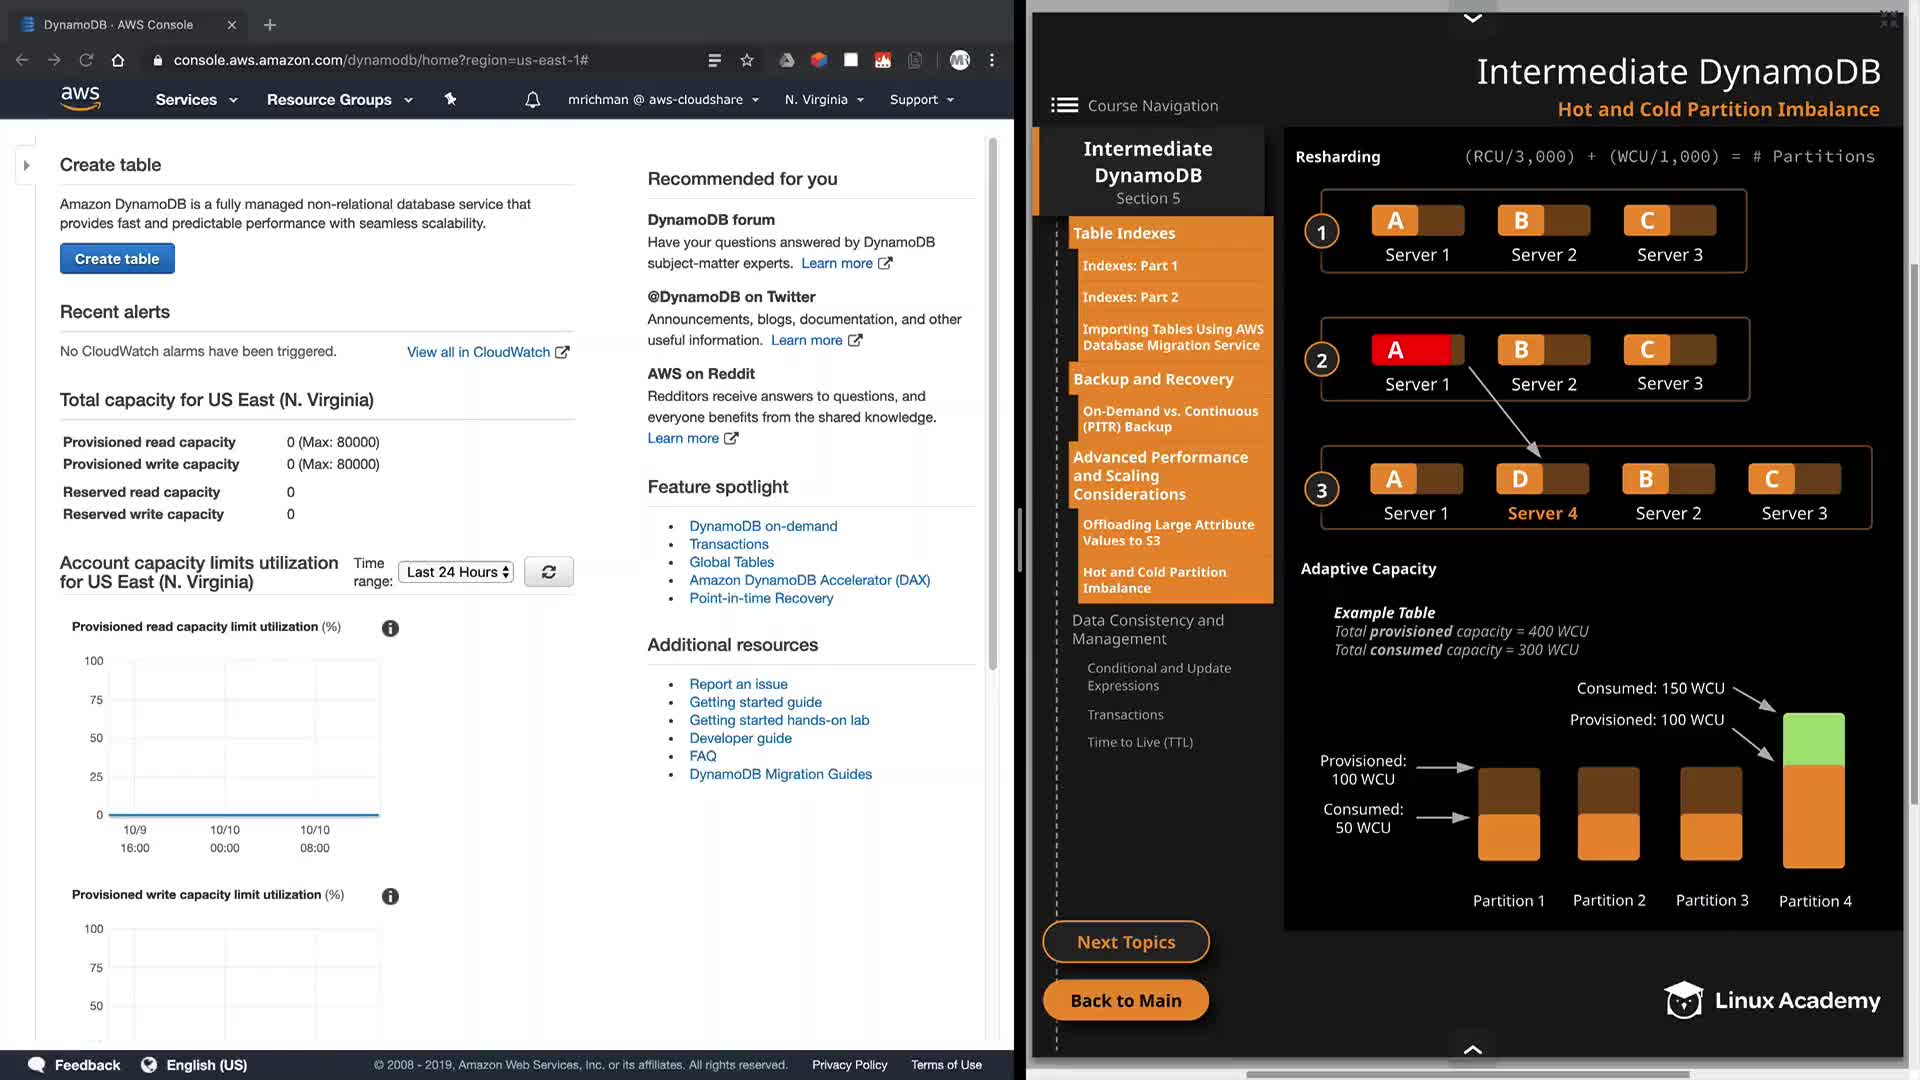 DynamoDB · AWS Console
console.aws.amazon.com/dynamodb/home?region=us-east-1#
aws
Services
Resource Groups
mrichman @ aws-cloudshare
N. Virginia
Support
Create table
Amazon DynamoDB is a fully managed non-relational database service that
provides fast and predictable performance with seamless scalability.
Create table
Recent alerts
No CloudWatch alarms have been triggered.
View all in CloudWatch
Total capacity for US East (N. Virginia)
Provisioned read capacity 0 (Max: 80000)
Provisioned write capacity 0 (Max: 80000)
Reserved read capacity 0
Reserved write capacity 0
Account capacity limits utilization
for US East (N. Virginia)
Time
range:
Last 24 Hours
Provisioned read capacity limit utilization (%)
100
75
50
25
0
10/9 10/10 10/10
16:00 00:00 08:00
Provisioned write capacity limit utilization (%)
100
75
50
Recommended for you
DynamoDB forum
Have your questions answered by DynamoDB
subject-matter experts. Learn more
@DynamoDB on Twitter
Announcements, blogs, documentation, and other
useful information. Learn more
AWS on Reddit
Redditors receive answers to questions, and
everyone benefits from the shared knowledge.
Learn more
Feature spotlight
DynamoDB on-demand
Transactions
Global Tables
Amazon DynamoDB Accelerator (DAX)
Point-in-time Recovery
Additional resources
Report an issue
Getting started guide
Getting started hands-on lab
Developer guide
FAQ
DynamoDB Migration Guides
Feedback
English (US)
© 2008 - 2019, Amazon Web Services, Inc. or its affiliates. All rights reserved.
Privacy Policy
Terms of Use
Intermediate DynamoDB
Hot and Cold Partition Imbalance
Course Navigation
Intermediate
DynamoDB
Section 5
Table Indexes
Indexes: Part 1
Indexes: Part 2
Importing Tables Using AWS
Database Migration Service
Backup and Recovery
On-Demand vs. Continuous
(PITR) Backup
Advanced Performance
and Scaling
Considerations
Offloading Large Attribute
Values to S3
Hot and Cold Partition
Imbalance
Data Consistency and
Management
Conditional and Update
Expressions
Transactions
Time to Live (TTL)
Next Topics
Back to Main
Resharding
(RCU/3,000) + (WCU/1,000) = # Partitions
1
A B C
Server 1 Server 2 Server 3
2
A B C
Server 1 Server 2 Server 3
3
A D B C
Server 1 Server 4 Server 2 Server 3
Adaptive Capacity
Example Table
Total provisioned capacity = 400 WCU
Total consumed capacity = 300 WCU
Consumed: 150 WCU
Provisioned: 100 WCU
Provisioned:
100 WCU
Consumed:
50 WCU
Partition 1 Partition 2 Partition 3 Partition 4
Linux Academy